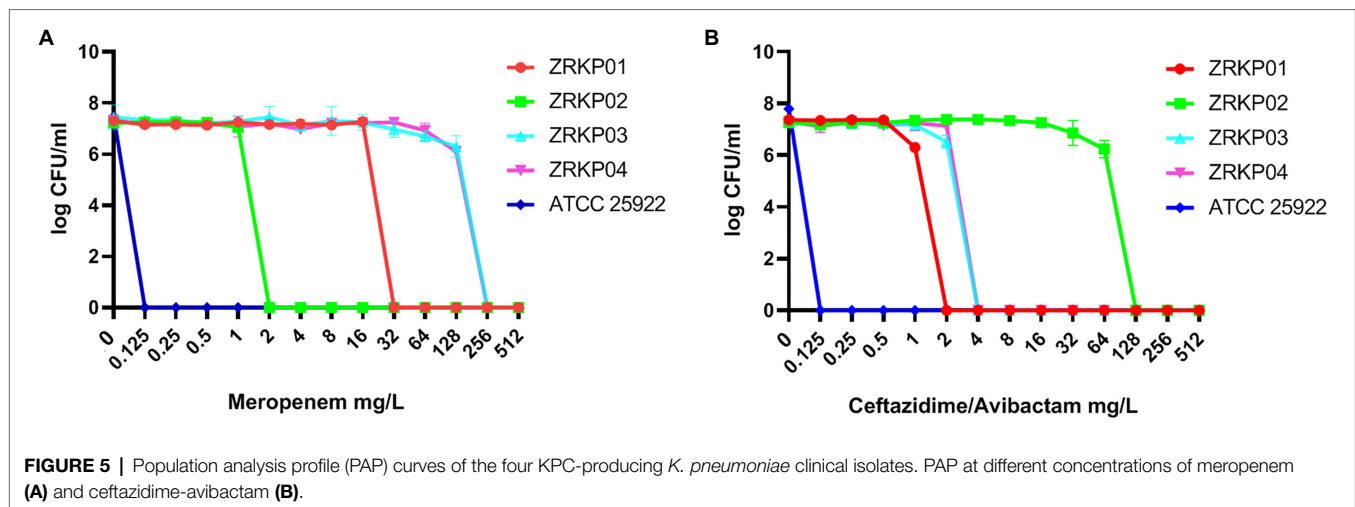 A
10
8
6
4
2
0
log CFU/ml
0 0.125 0.25 0.5 1 2 4 8 16 32 64 128 256 512
Meropenem mg/L
ZRKP01
ZRKP02
ZRKP03
ZRKP04
ATCC 25922
B
10
8
6
4
2
0
log CFU/ml
0 0.125 0.25 0.5 1 2 4 8 16 32 64 128 256 512
Ceftazidime/Avibactam mg/L
ZRKP01
ZRKP02
ZRKP03
ZRKP04
ATCC 25922
FIGURE 5 | Population analysis profile (PAP) curves of the four KPC-producing K. pneumoniae clinical isolates. PAP at different concentrations of meropenem
(A) and ceftazidime-avibactam (B).